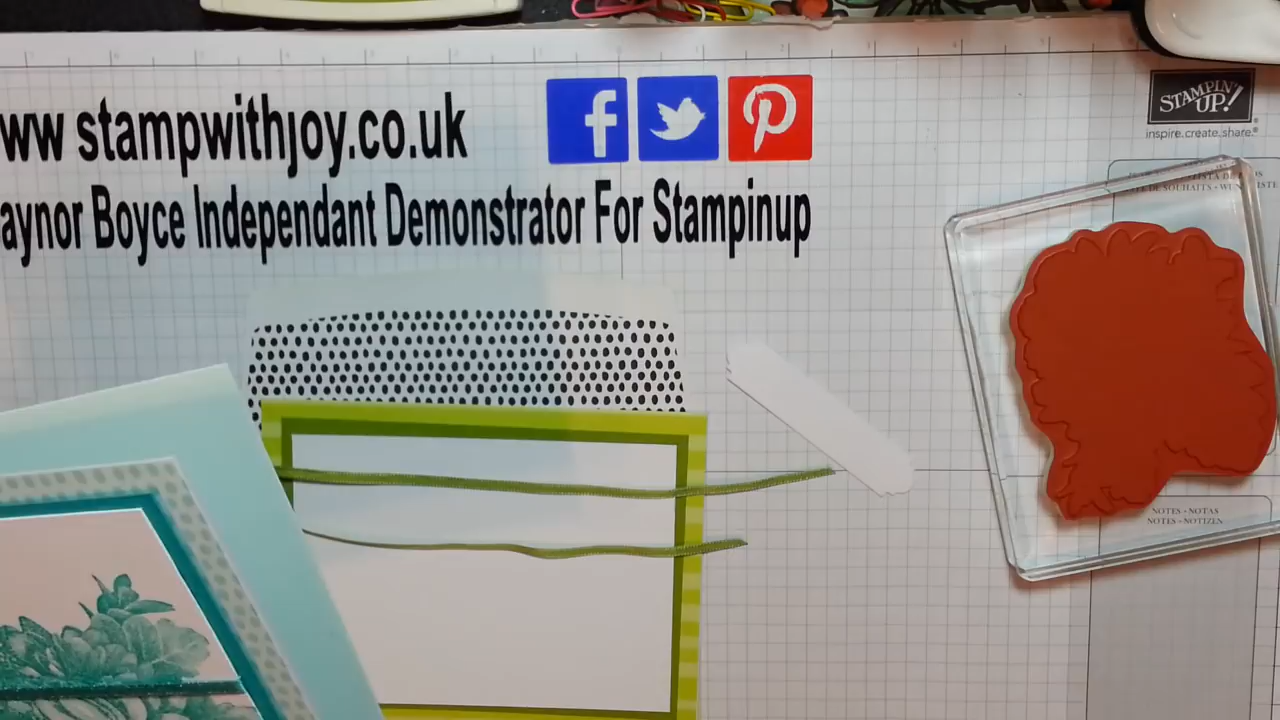 ww stampwithjoy.co.uk
aynor Boyce Independant Demonstrator For Stampinup
STAMPIN' UP!
inspire.create.share.
NOTES • NOTAS
NOTES • NOTIZEN